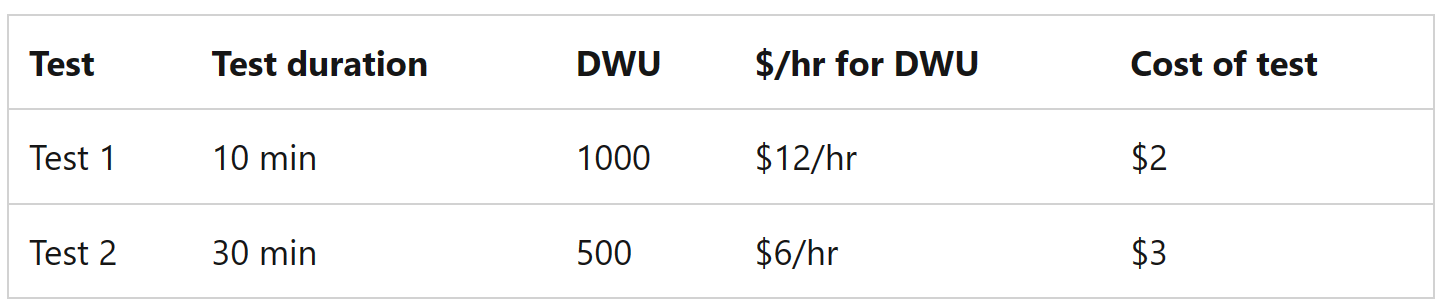 Test Test duration DWU $/hr for DWU Cost of test
Test 1 10 min 1000 $12/hr $2
Test 2 30 min 500 $6/hr $3